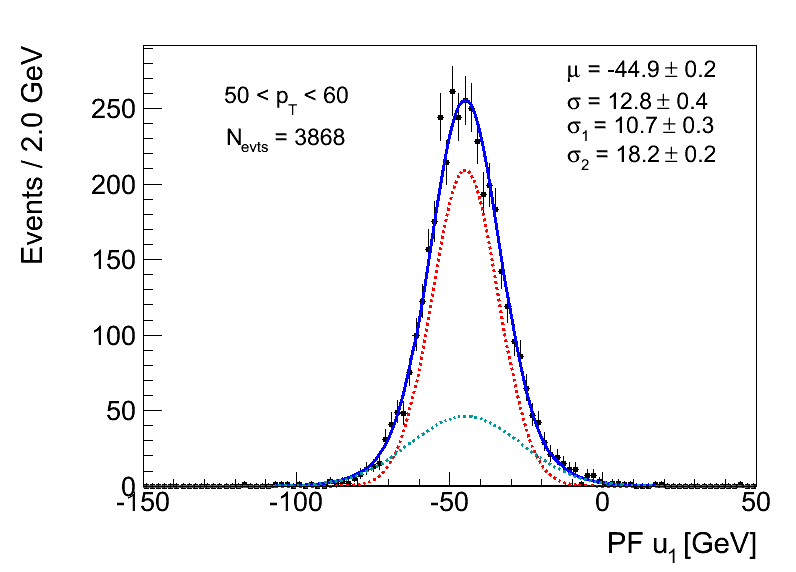 Events / 2.0 GeV
50 < p_T < 60
N_evts = 3868
μ = -44.9 ± 0.2
σ = 12.8 ± 0.4
σ_1 = 10.7 ± 0.3
σ_2 = 18.2 ± 0.2
250
200
150
100
50
0
-150 -100 -50 0 50
PF u_1 [GeV]